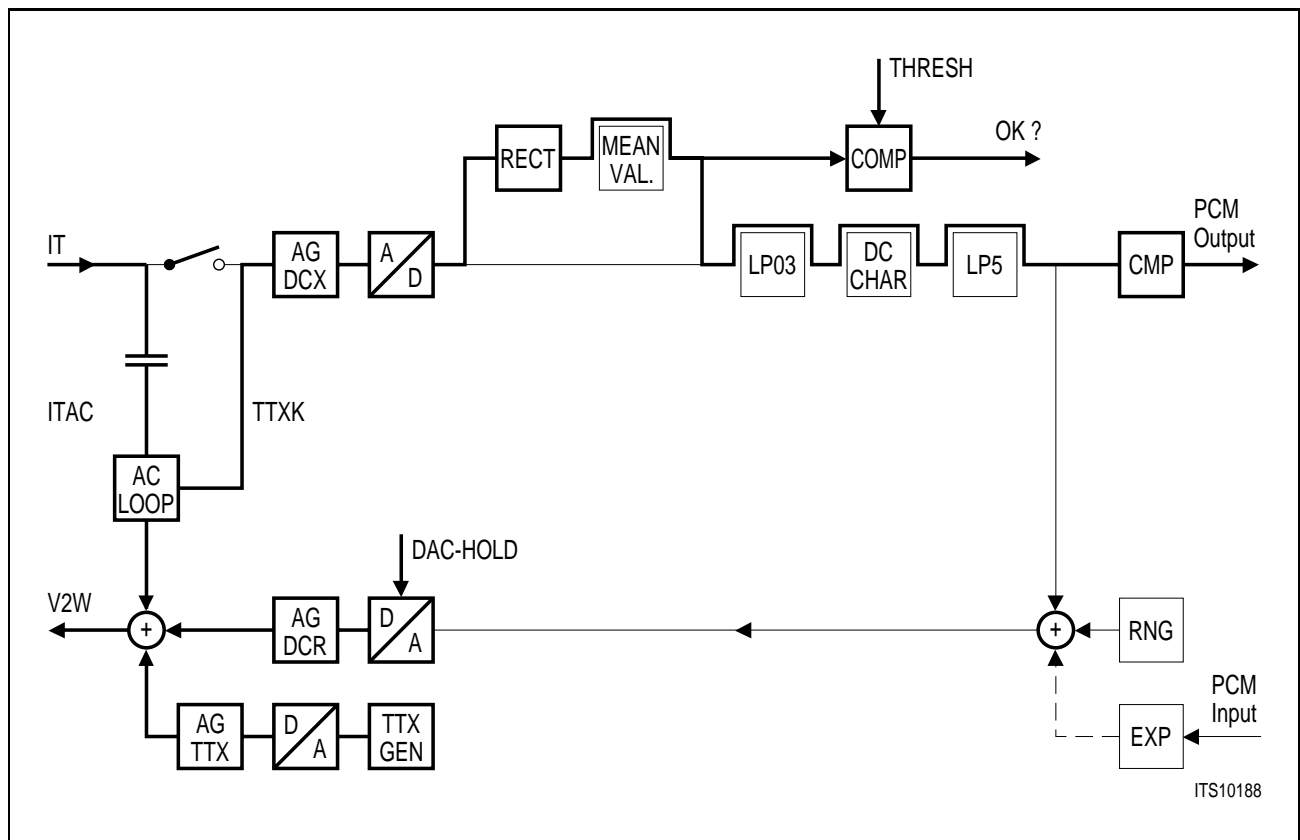 THRESH
OK ?
RECT
MEAN
VAL.
COMP
PCM
Output
IT
AG
DCX
A
D
LP03
DC
CHAR
LP5
CMP
ITAC
TTXK
AC
LOOP
DAC-HOLD
V2W
+
AG
DCR
D
A
+
RNG
PCM
Input
AG
TTX
D
A
TTX
GEN
EXP
ITS10188